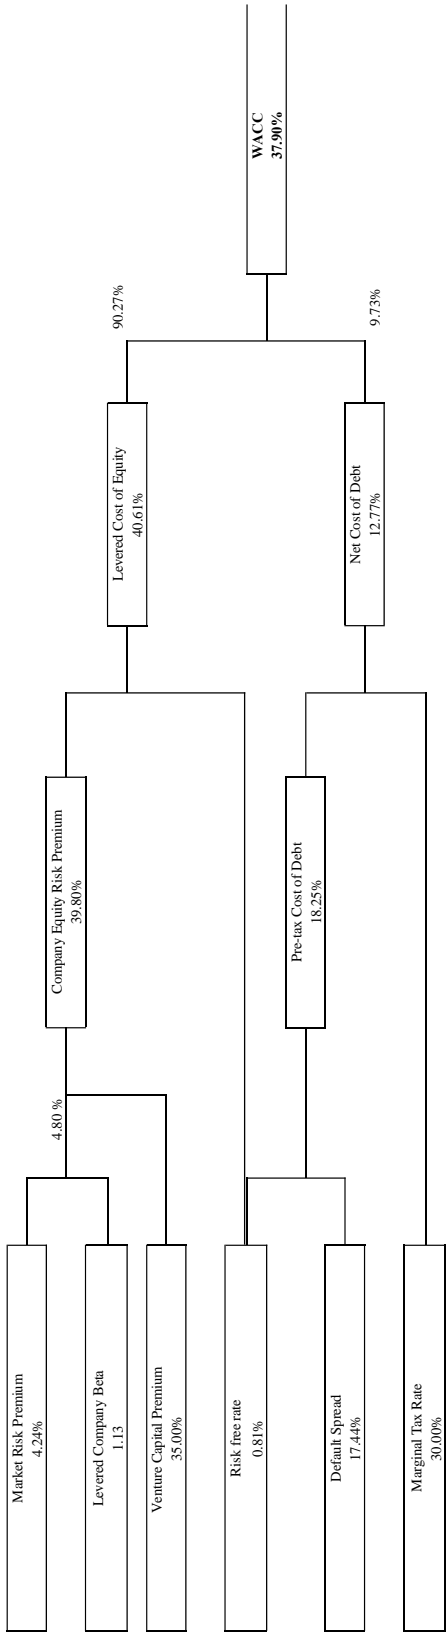 Market Risk Premium
4.24%
Levered Company Beta
1.13
Venture Capital Premium
35.00%
Risk free rate
0.81%
Default Spread
17.44%
Marginal Tax Rate
30.00%
4.80 %
Company Equity Risk Premium
39.80%
Pre-tax Cost of Debt
18.25%
Levered Cost of Equity
40.61%
Net Cost of Debt
12.77%
90.27%
9.73%
WACC
37.90%